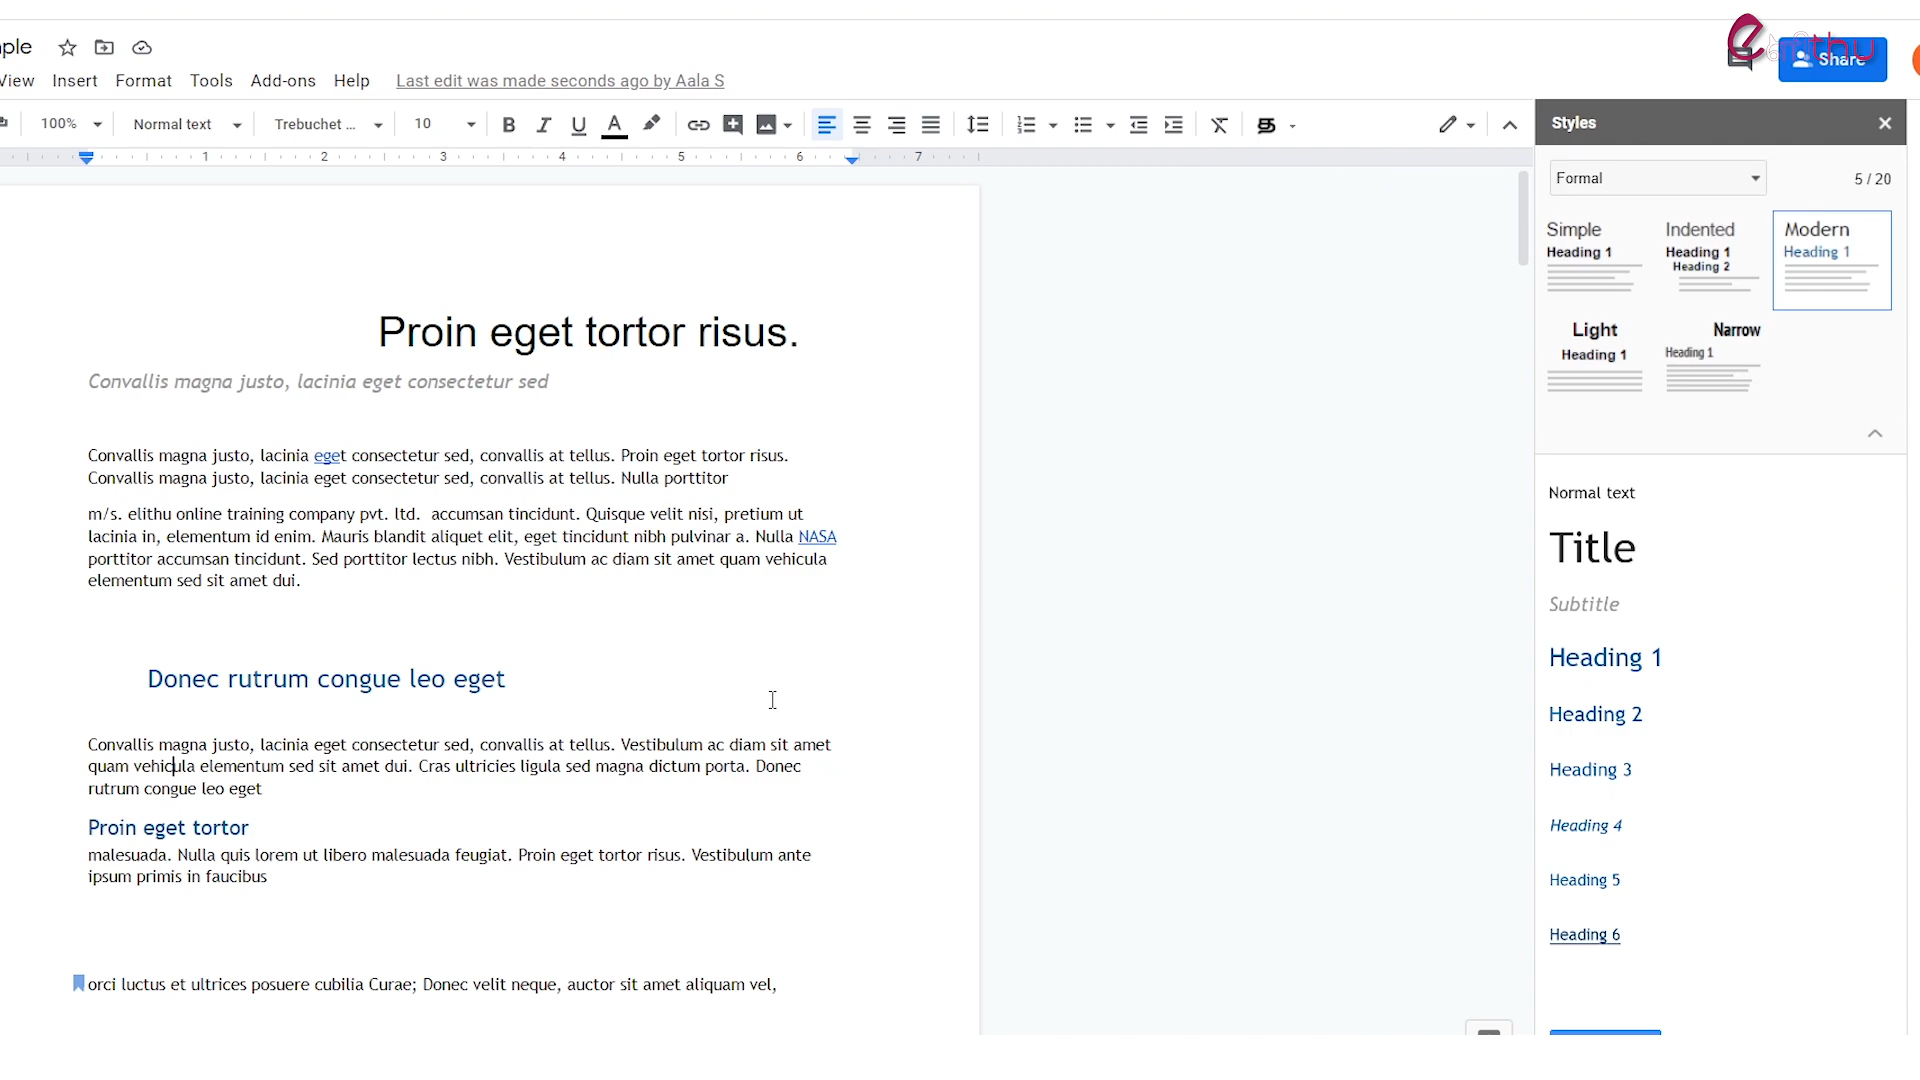 ple
View Insert Format Tools Add-ons Help Last edit was made seconds ago by Aala S
Share
100% Normal text Trebuchet ... 10
1 2 3 4 5 6 7
Proin eget tortor risus.
Convallis magna justo, lacinia eget consectetur sed
Convallis magna justo, lacinia eget consectetur sed, convallis at tellus. Proin eget tortor risus.
Convallis magna justo, lacinia eget consectetur sed, convallis at tellus. Nulla porttitor
m/s. elithu online training company pvt. ltd.  accumsan tincidunt. Quisque velit nisi, pretium ut
lacinia in, elementum id enim. Mauris blandit aliquet elit, eget tincidunt nibh pulvinar a. Nulla NASA
porttitor accumsan tincidunt. Sed porttitor lectus nibh. Vestibulum ac diam sit amet quam vehicula
elementum sed sit amet dui.
Donec rutrum congue leo eget
Convallis magna justo, lacinia eget consectetur sed, convallis at tellus. Vestibulum ac diam sit amet
quam vehicula elementum sed sit amet dui. Cras ultricies ligula sed magna dictum porta. Donec
rutrum congue leo eget
Proin eget tortor
malesuada. Nulla quis lorem ut libero malesuada feugiat. Proin eget tortor risus. Vestibulum ante
ipsum primis in faucibus
orci luctus et ultrices posuere cubilia Curae; Donec velit neque, auctor sit amet aliquam vel,
Styles
Formal 5 / 20
Simple
Heading 1
Indented
Heading 1
Heading 2
Modern
Heading 1
Light
Heading 1
Narrow
Heading 1
Normal text
Title
Subtitle
Heading 1
Heading 2
Heading 3
Heading 4
Heading 5
Heading 6